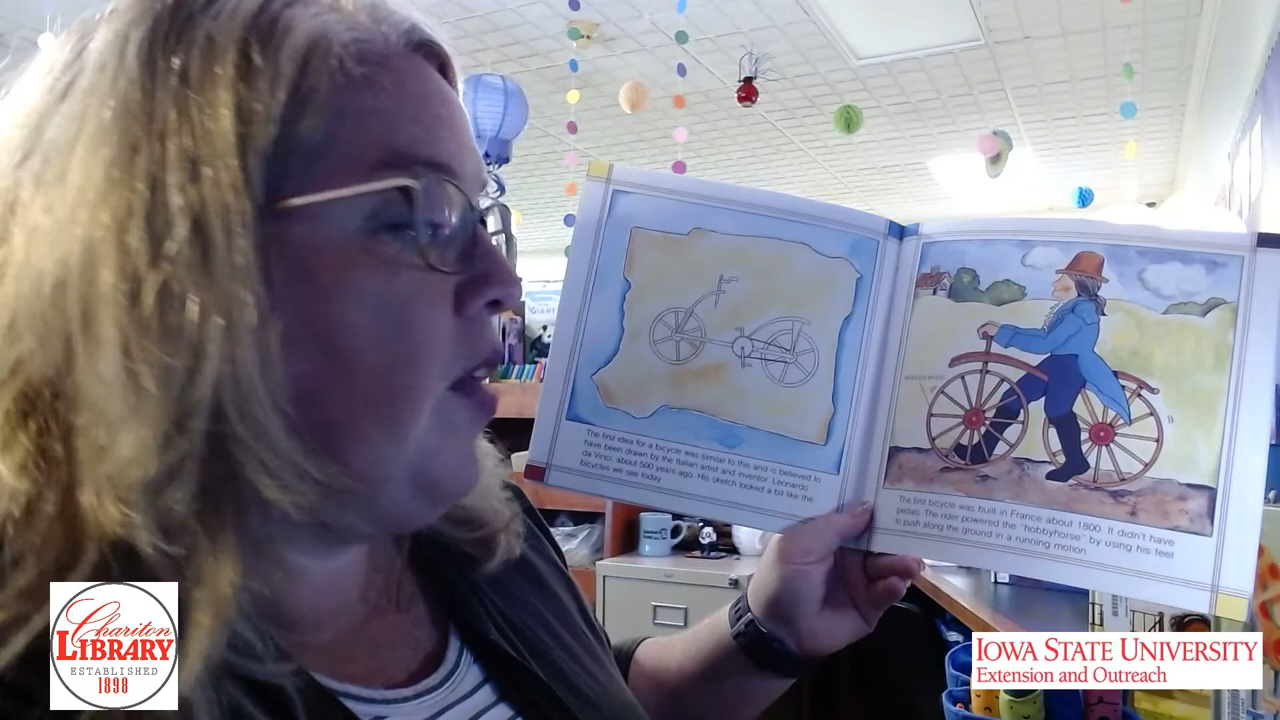 The first idea for a bicycle was similar to this and is believed to
have been drawn by the Italian artist and inventor, Leonardo
da Vinci, about 500 years ago. His sketch looked a bit like the
bicycles we see today.
The first bicycle was built in France about 1800. It didn't have
pedals. The rider powered the "hobbyhorse" by using his feet
to push along the ground in a running motion.
Chariton
LIBRARY
ESTABLISHED
1898
IOWA STATE UNIVERSITY
Extension and Outreach